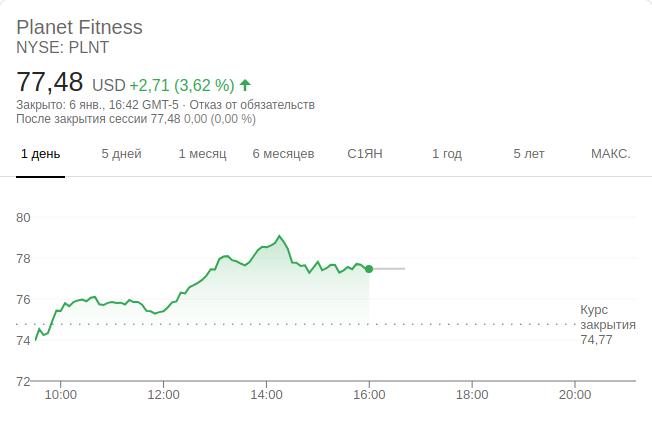 Planet Fitness
NYSE: PLNT
77,48 USD +2,71 (3,62 %)
Закрыто: 6 янв., 16:42 GMT-5 · Отказ от обязательств
После закрытия сессии 77,48 0,00 (0,00 %)
1 день 5 дней 1 месяц 6 месяцев С1ЯН 1 год 5 лет МАКС.
80
78
76
Курс
закрытия
74,77
74
72
10:00 12:00 14:00 16:00 18:00 20:00